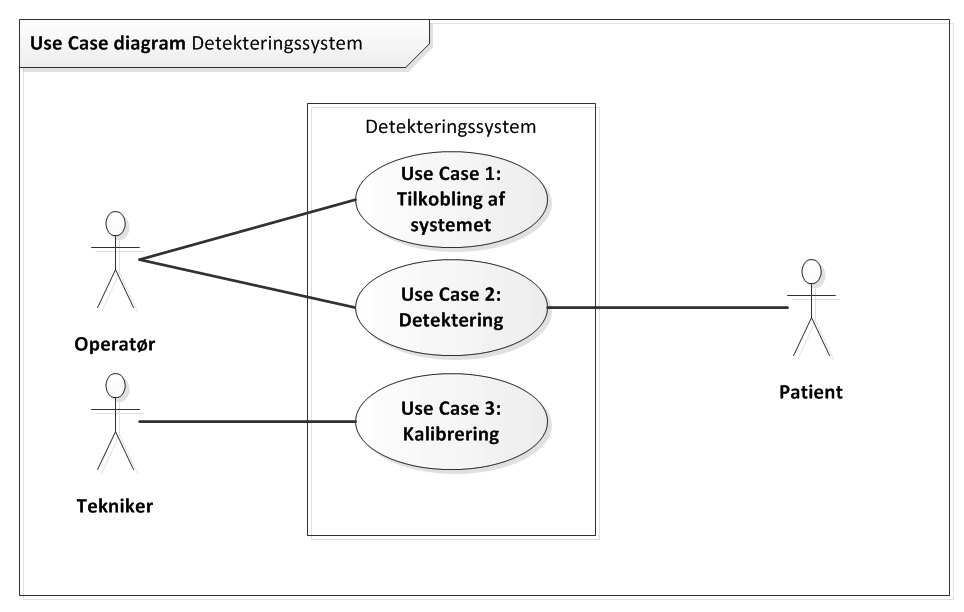 Use Case diagram Detekteringssystem
Detekteringssystem
Use Case 1:
Tilkobling af
systemet
Use Case 2:
Detektering
Operatør
Patient
Use Case 3:
Kalibrering
Tekniker